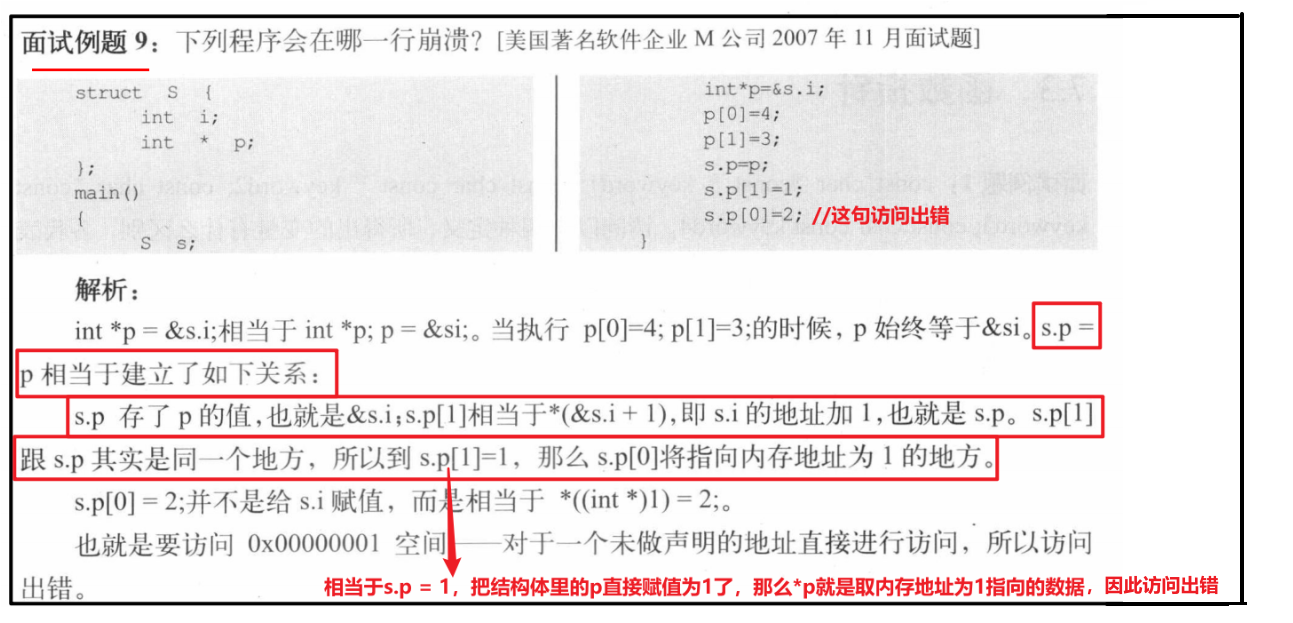 面试例题 9：下列程序会在哪一行崩溃？[美国著名软件企业 M 公司 2007 年 11 月面试题]
struct S {
int i;
int * p;
};
main()
{
S s;
int*p=&s.i;
p[0]=4;
p[1]=3;
s.p=p;
s.p[1]=1;
s.p[0]=2; //这句访问出错
}
解析：
int *p = &s.i;相当于 int *p; p = &si;。当执行 p[0]=4; p[1]=3;的时候，p 始终等于&si。s.p =
p 相当于建立了如下关系：
s.p 存了 p 的值，也就是&s.i；s.p[1]相当于*(&s.i + 1)，即 s.i 的地址加 1，也就是 s.p。s.p[1]
跟 s.p 其实是同一个地方，所以到 s.p[1]=1，那么 s.p[0]将指向内存地址为 1 的地方。
s.p[0] = 2;并不是给 s.i 赋值，而是相当于 *((int *)1) = 2;。
也就是要访问 0x00000001 空间——对于一个未做声明的地址直接进行访问，所以访问
出错。
相当于s.p = 1，把结构体里的p直接赋值为1了，那么*p就是取内存地址为1指向的数据，因此访问出错